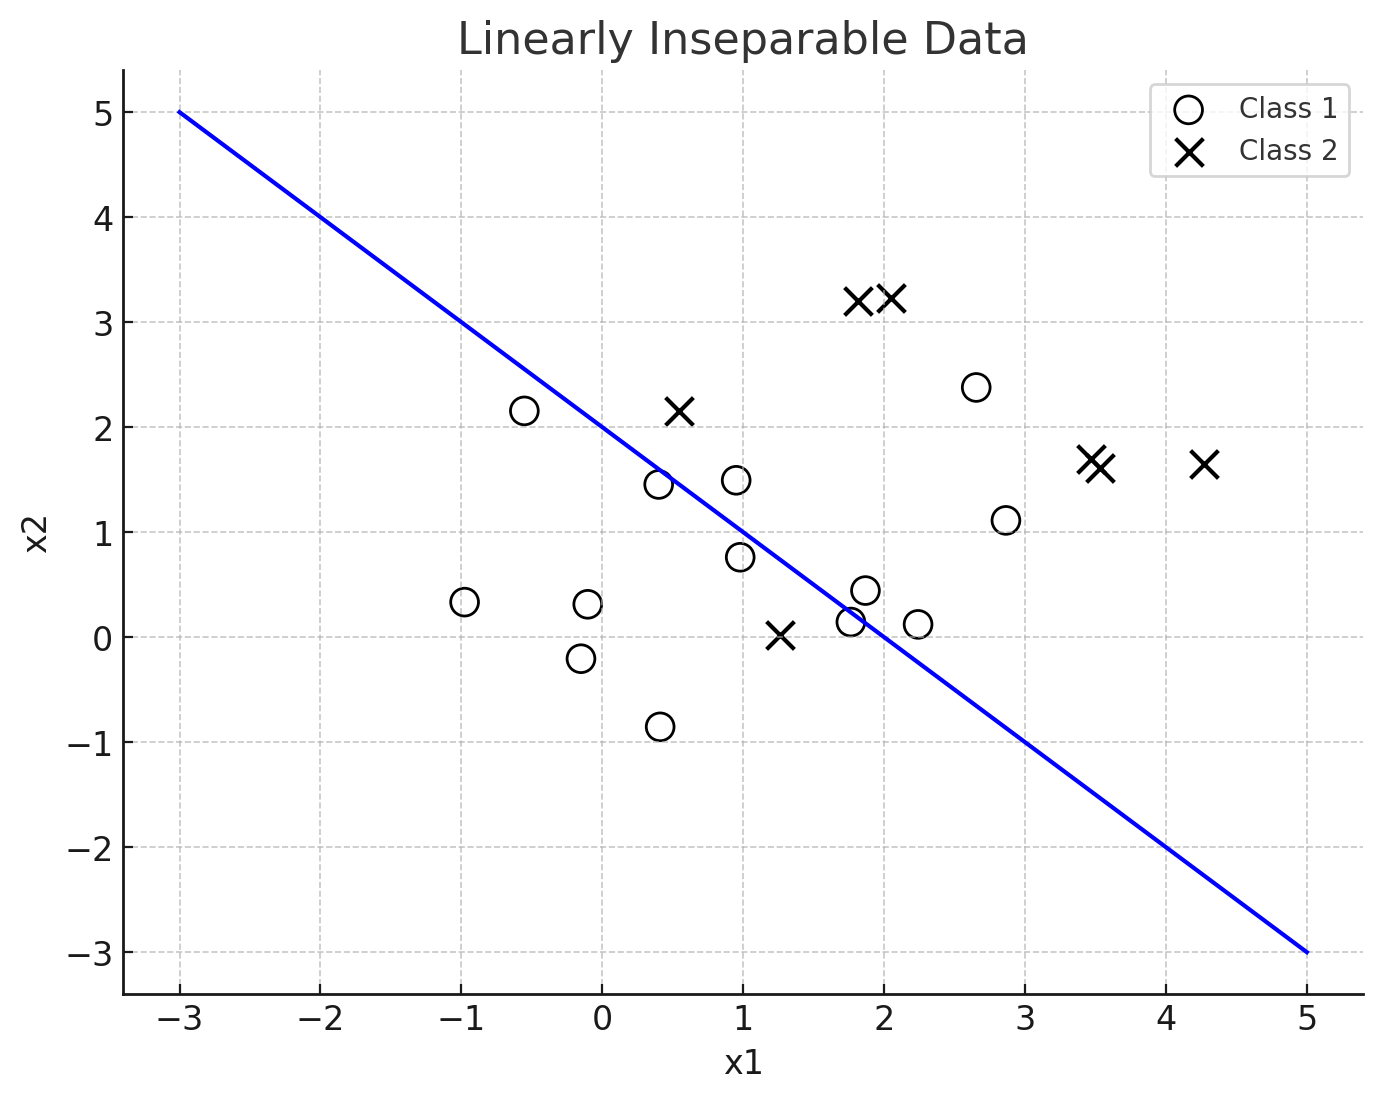 Linearly Inseparable Data
Class 1
Class 2
5
4
3
2
1
0
−1
−2
−3
x2
−3 −2 −1 0 1 2 3 4 5
x1